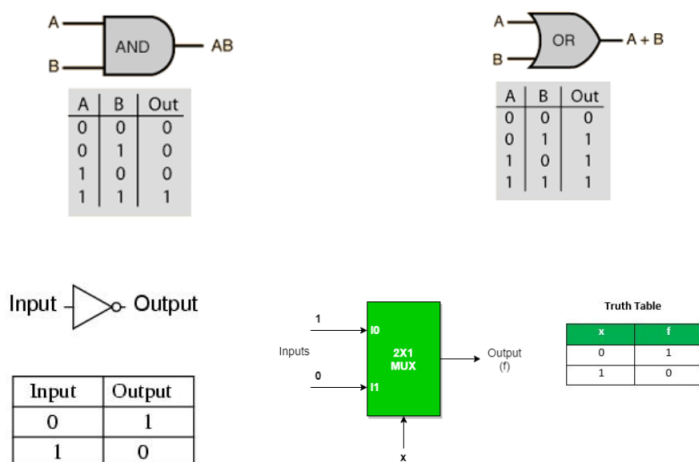 A
B
AND
AB
A B Out
0 0 0
0 1 0
1 0 0
1 1 1
A
B
OR
A + B
A B Out
0 0 0
0 1 1
1 0 1
1 1 1
Input
Output
Input Output
0 1
1 0
Inputs
1
0
I0
I1
2X1
MUX
x
Output
(f)
Truth Table
x f
0 1
1 0